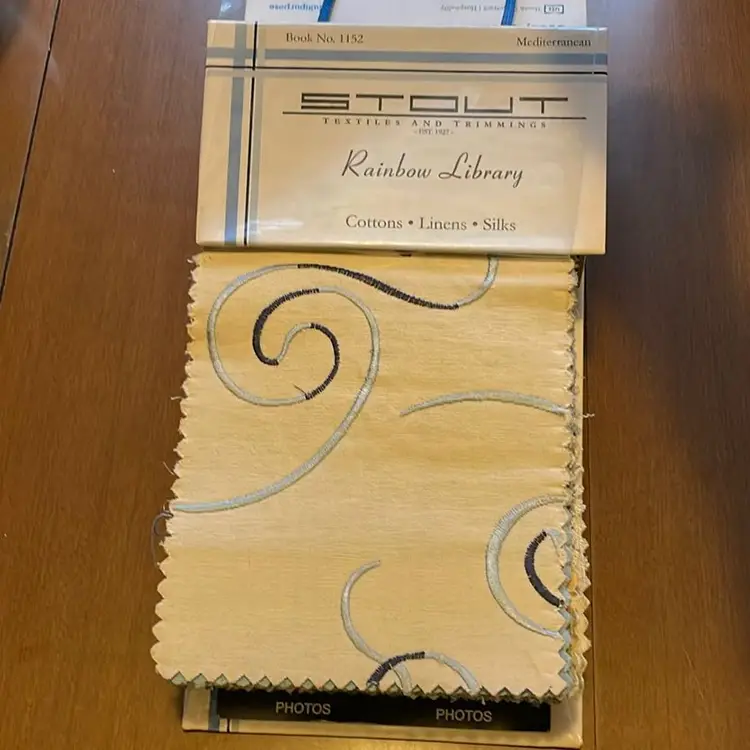 Book No. 1152
Mediterranean
STOUT
TEXTILES AND TRIMMINGS
- EST. 1927 -
Rainbow Library
Cottons • Linens • Silks
PHOTOS
PHOTOS